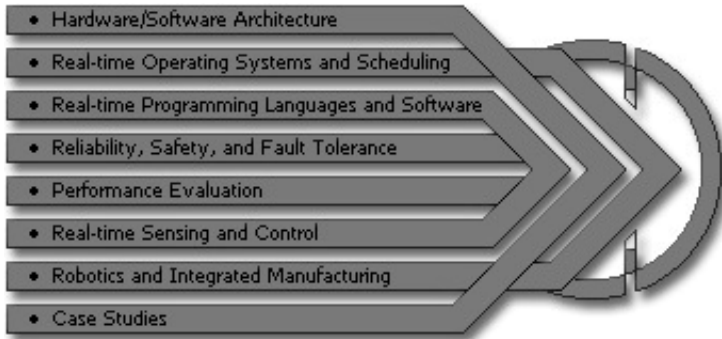 • Hardware/Software Architecture
• Real-time Operating Systems and Scheduling
• Real-time Programming Languages and Software
• Reliability, Safety, and Fault Tolerance
• Performance Evaluation
• Real-time Sensing and Control
• Robotics and Integrated Manufacturing
• Case Studies